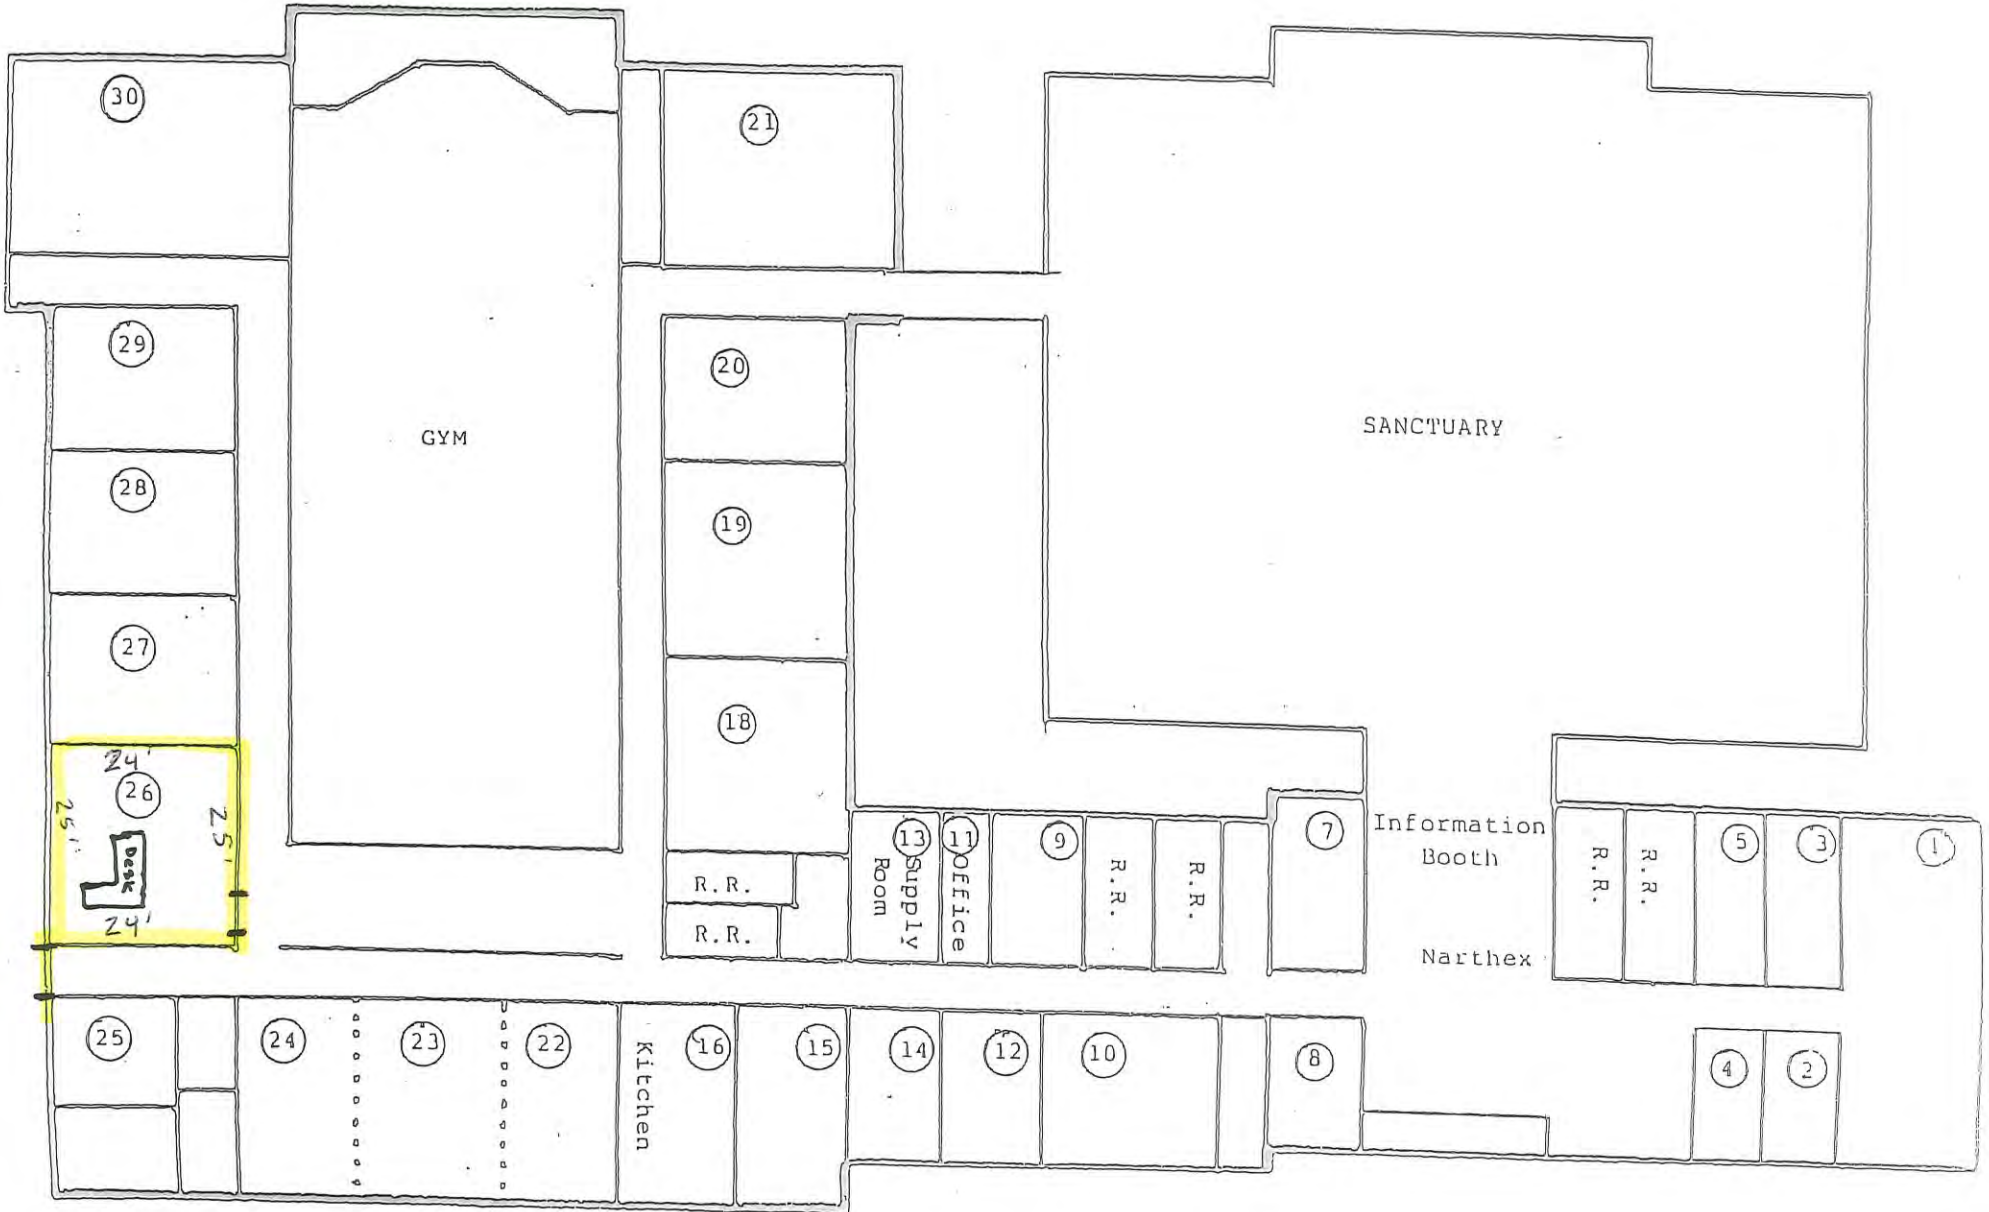 30
21
29
20
GYM
SANCTUARY
28
19
27
18
24'
26
25'
25'
Desk
24'
R.R.
R.R.
13
Supply
Room
11
Office
9
R.R.
R.R.
7
Information
Booth
Narthex
R.R.
R.R.
5
3
1
25
24
23
22
Kitchen
16
15
14
12
10
8
4
2